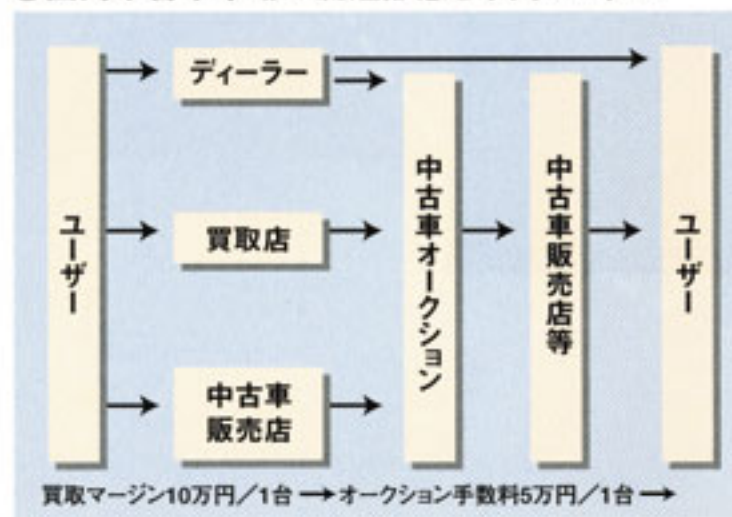 ユーザー
ディーラー
買取店
中古車
販売店
中古車オークション
中古車販売店等
ユーザー
買取マージン10万円／1台→オークション手数料5万円／1台→